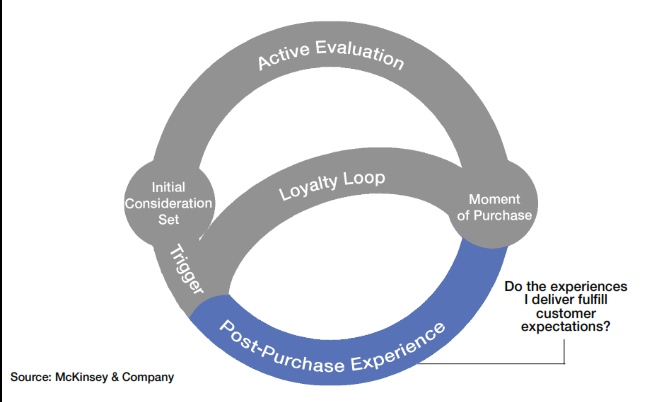 Active Evaluation
Loyalty Loop
Initial
Consideration
Set
Moment
of Purchase
Trigger
Do the experiences
I deliver fulfill
customer
expectations?
Post-Purchase Experience
Source: McKinsey & Company